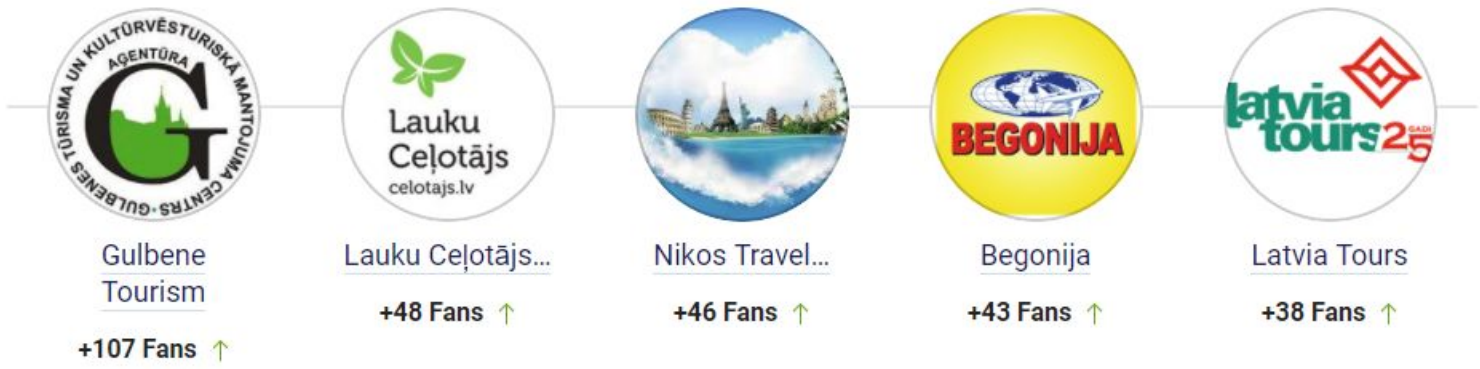 GULBENES TŪRISMA UN KULTŪRVĒSTURISKĀ MANTOJUMA CENTRS
AĢENTŪRA
G
Lauku
Ceļotājs
celotajs.lv
BEGONIJA
latvia
tours 25
GADI
Gulbene
Tourism
+107 Fans ↑
Lauku Ceļotājs...
+48 Fans ↑
Nikos Travel...
+46 Fans ↑
Begonija
+43 Fans ↑
Latvia Tours
+38 Fans ↑